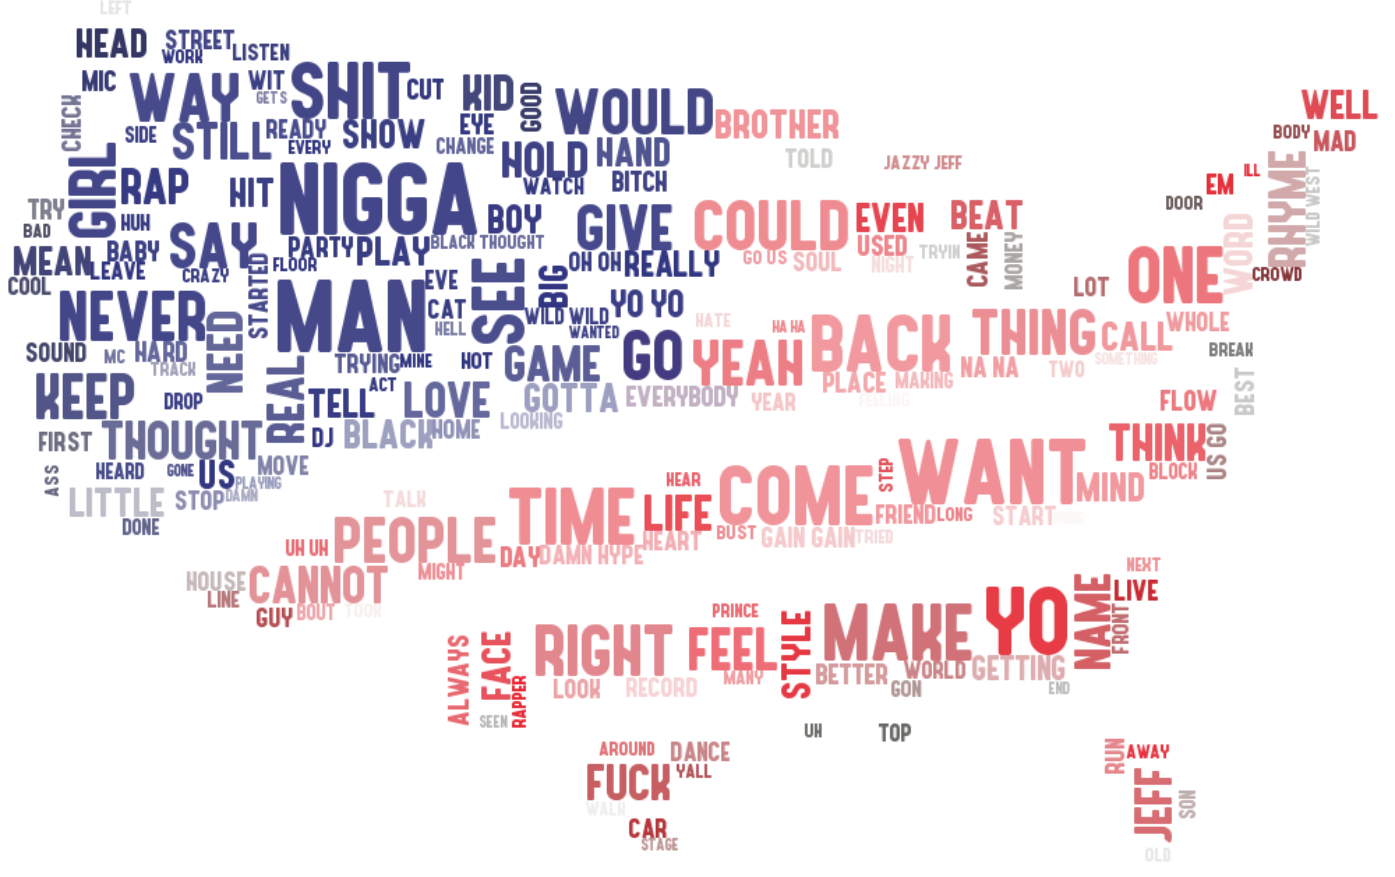 LEFT
HEAD
STREET
WORK
LISTEN
MIC
WAY
WIT
GETS
SHIT
CUT
KID
GOOD
WOULD
BROTHER
WELL
CHECK
SIDE
STILL
READY
EVERY
SHOW
EYE
CHANGE
HOLD
HAND
TOLD
JAZZY JEFF
BODY
MAD
GIRL
RAP
HIT
NIGGA
WATCH
BITCH
EM
ILL
RHYME
WILD WEST
TRY
BAD
HUH
SAY
BOY
BLACK THOUGHT
GIVE
COULD
EVEN
BEAT
DOOR
WORD
MEAN
BABY
LEAVE
CRAZY
STARTED
PARTY
PLAY
FLOOR
SEE
BIG
OH OH
REALLY
GO US
SOUL
USED
NIGHT
TRYIN
CAME
MONEY
LOT
ONE
CROWD
COOL
NEVER
NEED
MAN
EVE
CAT
HELL
WILD WILD
WANTED
YO YO
HATE
HA HA
BACK
THING
CALL
WHOLE
SOUND
MC
HARD
TRACK
TRYING
MINE
HOT
GAME
GO
YEAH
PLACE
MAKING
NA NA
TWO
SOMETHING
BREAK
KEEP
DROP
REAL
TELL
ACT
LOVE
GOTTA
EVERYBODY
YEAR
FEELING
FLOW
BEST
FIRST
THOUGHT
DJ
BLACK
HOME
LOOKING
WANT
THINK
US GO
ASS
HEARD
GONE
US
PLAYING
MOVE
HEAR
STEP
MIND
BLOCK
LITTLE
STOP
DAMN
TALK
TIME
LIFE
COME
FRIEND
LONG
START
DONE
UH UH
PEOPLE
DAY
DAMN HYPE
HEART
BUST
GAIN GAIN
TRIED
HOUSE
CANNOT
MIGHT
NEXT
LINE
GUY
BOUT
TOOK
PRINCE
STYLE
MAKE
YO
NAME
LIVE
FRONT
ALWAYS
FACE
RIGHT
FEEL
MANY
BETTER
WORLD
GETTING
RAPPER
SEEN
LOOK
RECORD
GON
END
UH
TOP
AROUND
DANCE
RUN
AWAY
FUCK
YALL
JEFF
SON
WALK
CAR
STAGE
OLD